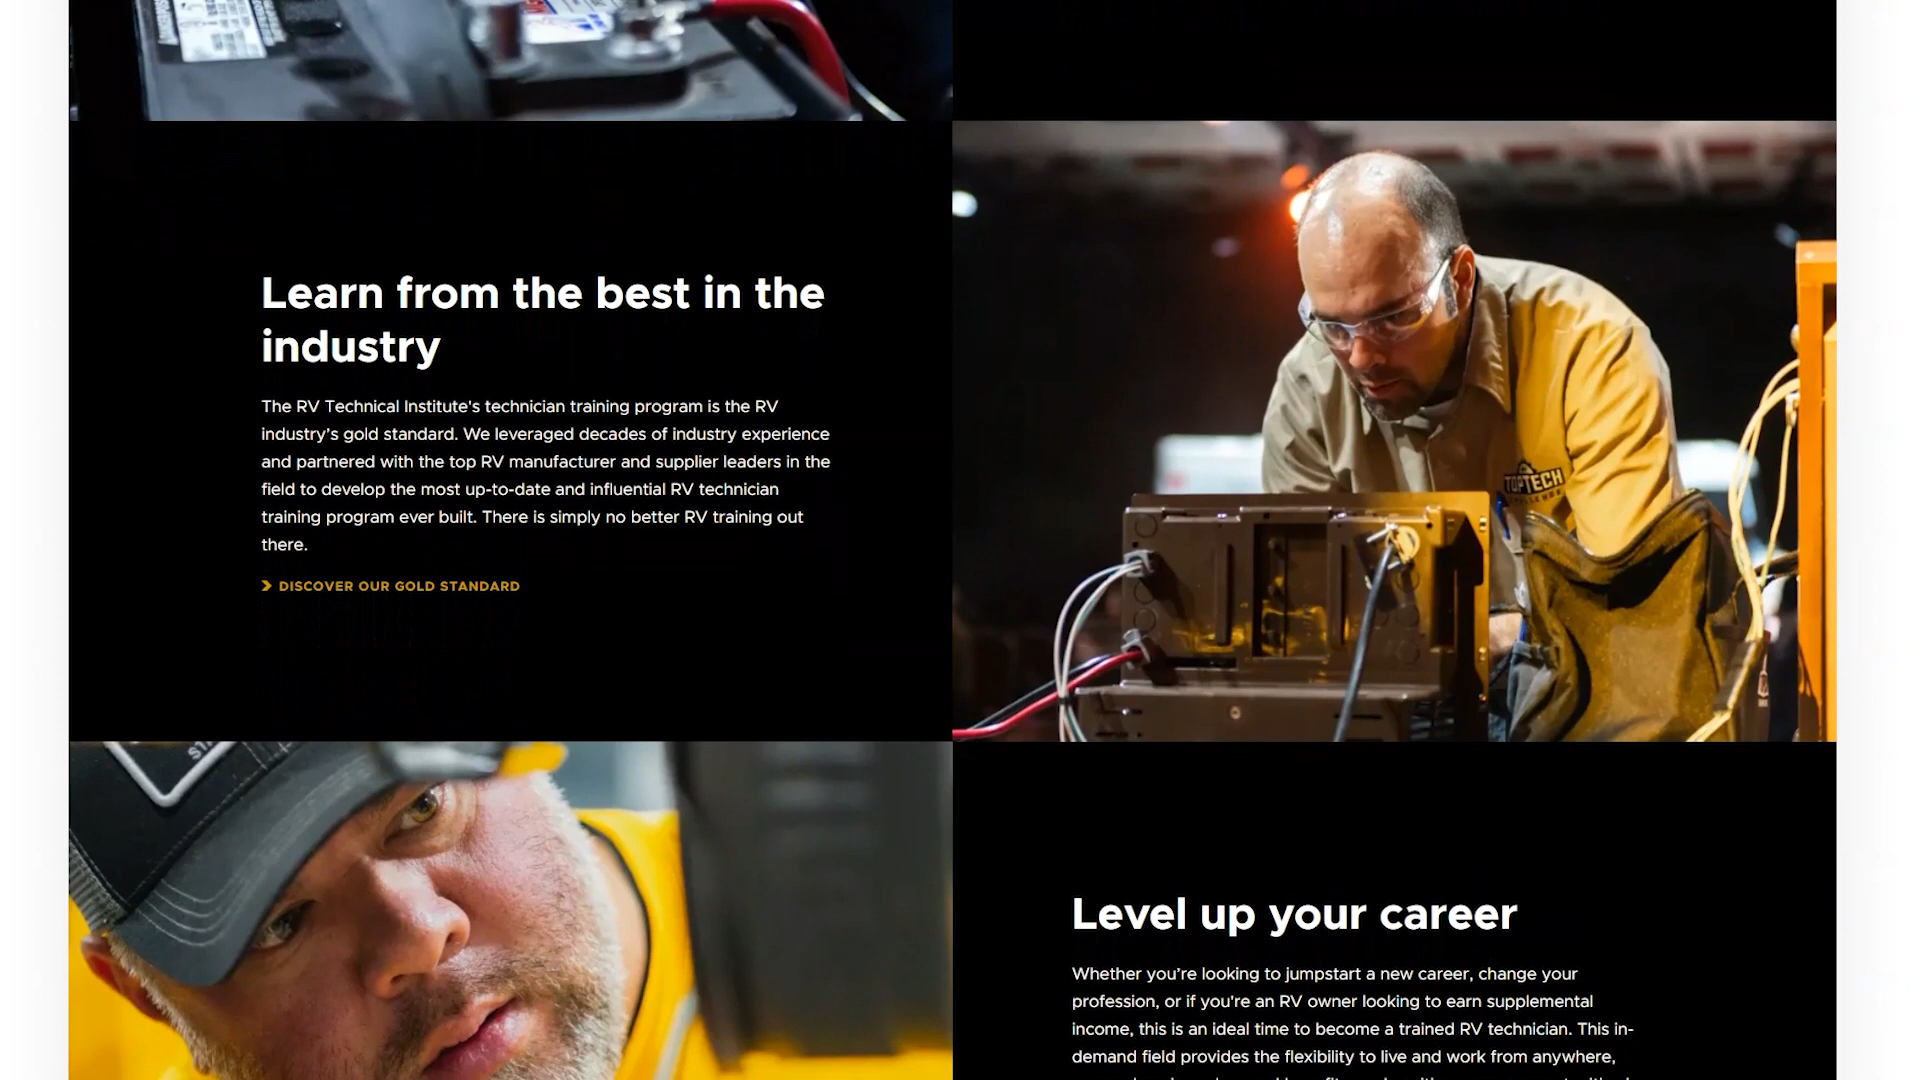 Learn from the best in the
industry
The RV Technical Institute's technician training program is the RV
industry's gold standard. We leveraged decades of industry experience
and partnered with the top RV manufacturer and supplier leaders in the
field to develop the most up-to-date and influential RV technician
training program ever built. There is simply no better RV training out
there.
DISCOVER OUR GOLD STANDARD
TOPTECH
Level up your career
Whether you’re looking to jumpstart a new career, change your
profession, or if you're an RV owner looking to earn supplemental
income, this is an ideal time to become a trained RV technician. This in-
demand field provides the flexibility to live and work from anywhere,